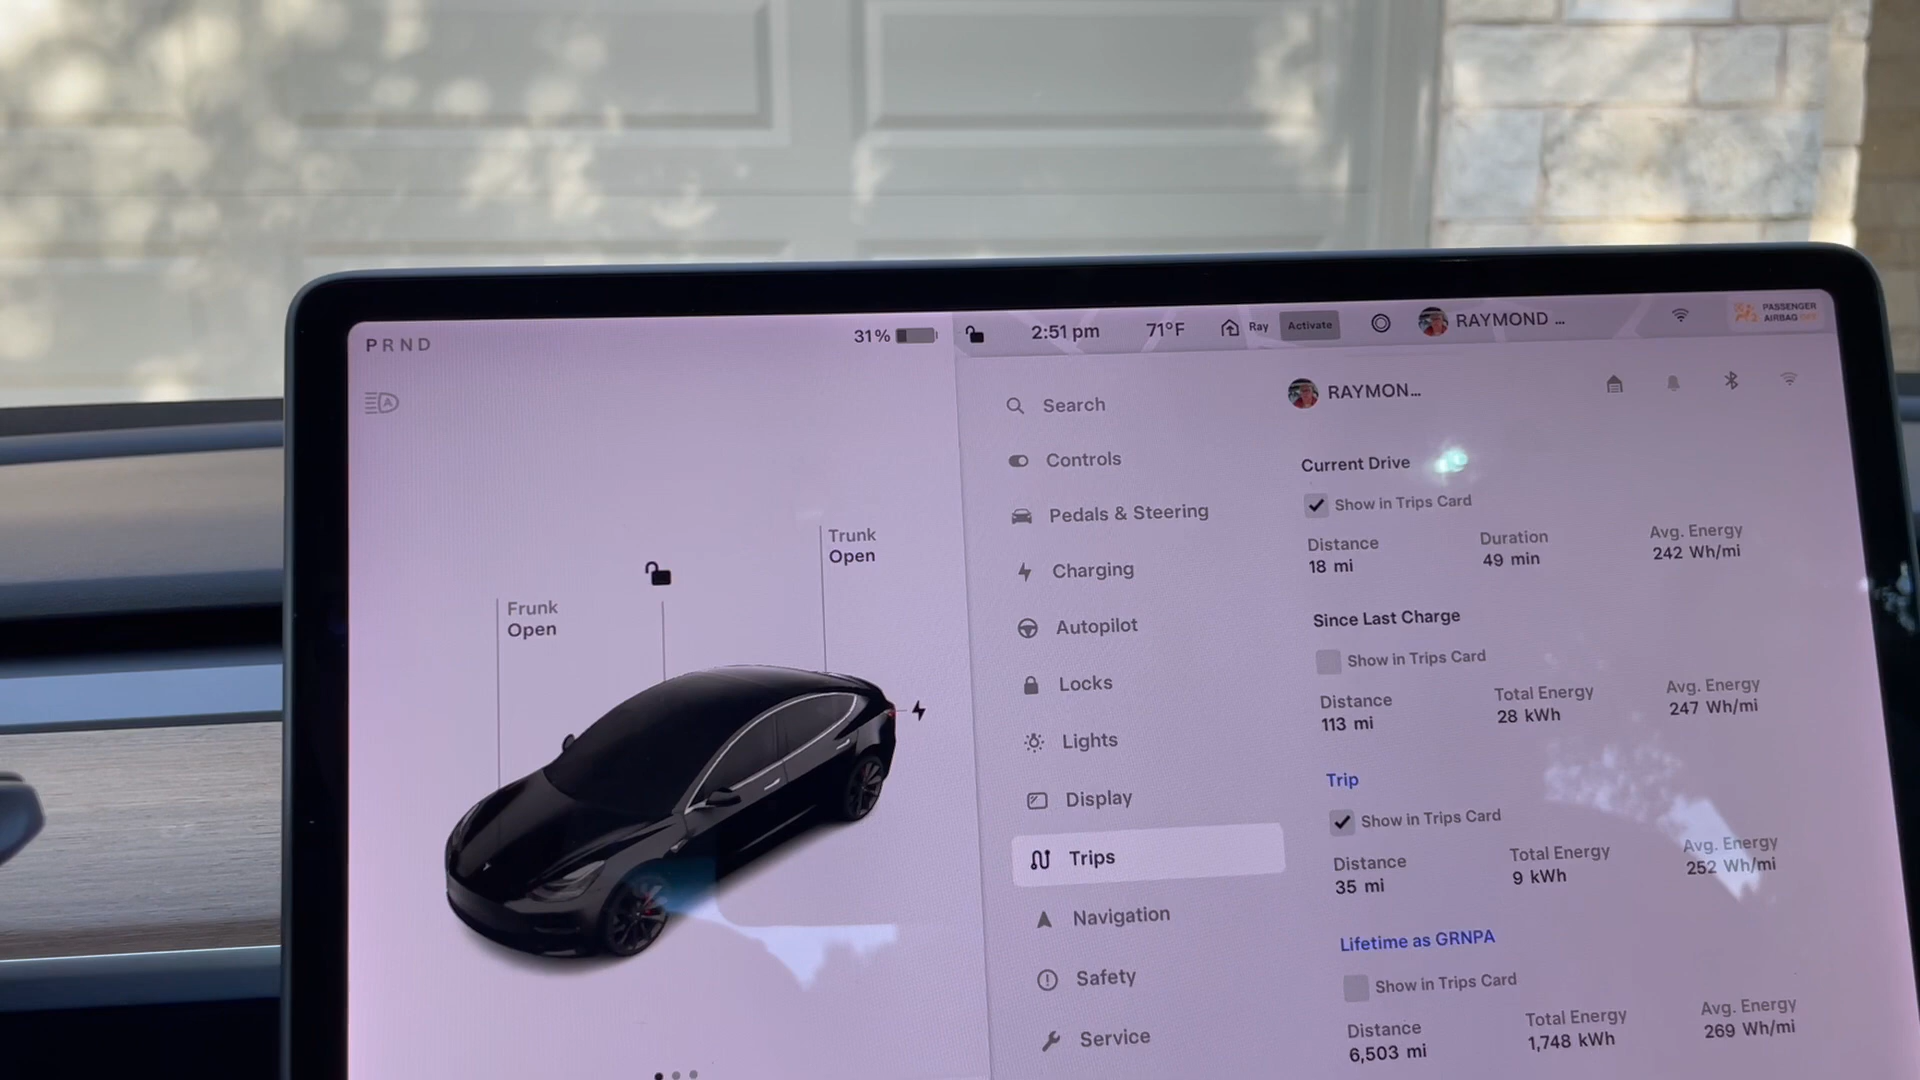 PRND
31%
2:51 pm
71°F
Ray
Activate
RAYMOND ...
PASSENGER
AIRBAG OFF
Trunk
Open
Frunk
Open
Search
Controls
Pedals & Steering
Charging
Autopilot
Locks
Lights
Display
Trips
Navigation
Safety
Service
RAYMON...
Current Drive
Show in Trips Card
Distance
18 mi
Duration
49 min
Avg. Energy
242 Wh/mi
Since Last Charge
Show in Trips Card
Distance
113 mi
Total Energy
28 kWh
Avg. Energy
247 Wh/mi
Trip
Show in Trips Card
Distance
35 mi
Total Energy
9 kWh
Avg. Energy
252 Wh/mi
Lifetime as GRNPA
Show in Trips Card
Distance
6,503 mi
Total Energy
1,748 kWh
Avg. Energy
269 Wh/mi